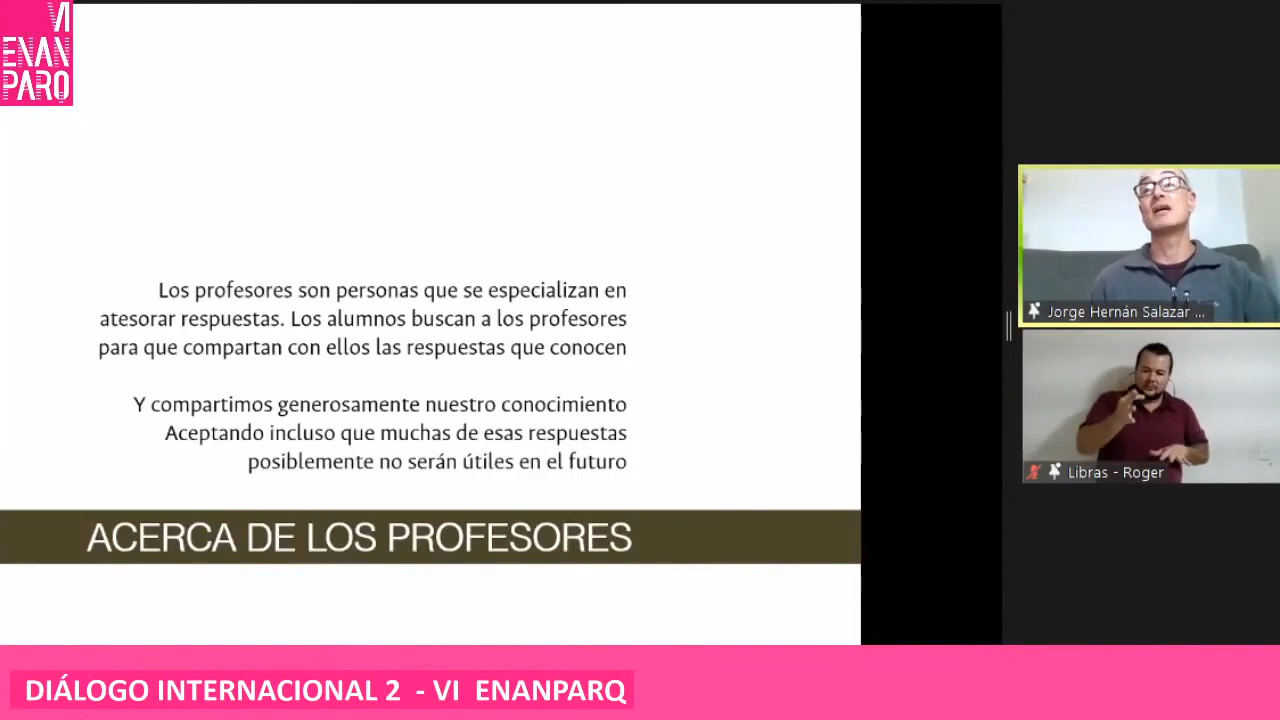 VI
ENAN
PARQ
Los profesores son personas que se especializan en
atesorar respuestas. Los alumnos buscan a los profesores
para que compartan con ellos las respuestas que conocen
Y compartimos generosamente nuestro conocimiento
Aceptando incluso que muchas de esas respuestas
posiblemente no serán útiles en el futuro
ACERCA DE LOS PROFESORES
Jorge Hernán Salazar ...
Libras - Roger
DIÁLOGO INTERNACIONAL 2 - VI ENANPARQ